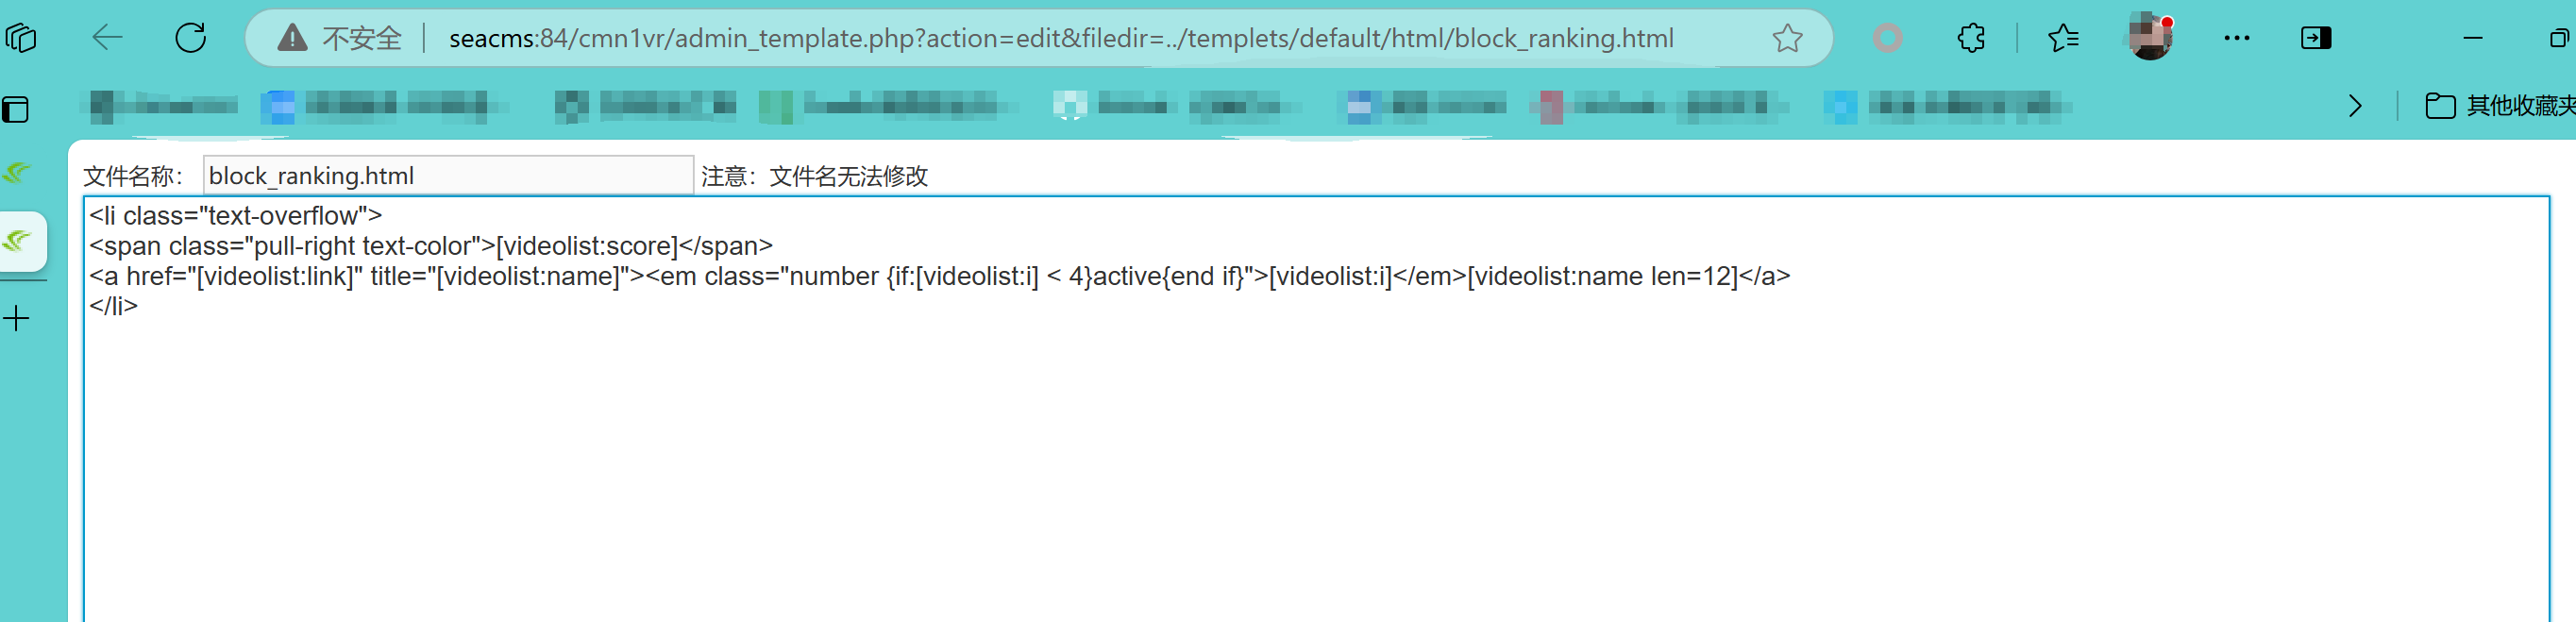 不安全 seacms:84/cmn1vr/admin_template.php?action=edit&filedir=../templets/default/html/block_ranking.html
其他收藏夹
文件名称： block_ranking.html 注意：文件名无法修改
<li class="text-overflow">
<span class="pull-right text-color">[videolist:score]</span>
<a href="[videolist:link]" title="[videolist:name]"><em class="number {if:[videolist:i] < 4}active{end if}">[videolist:i]</em>[videolist:name len=12]</a>
</li>